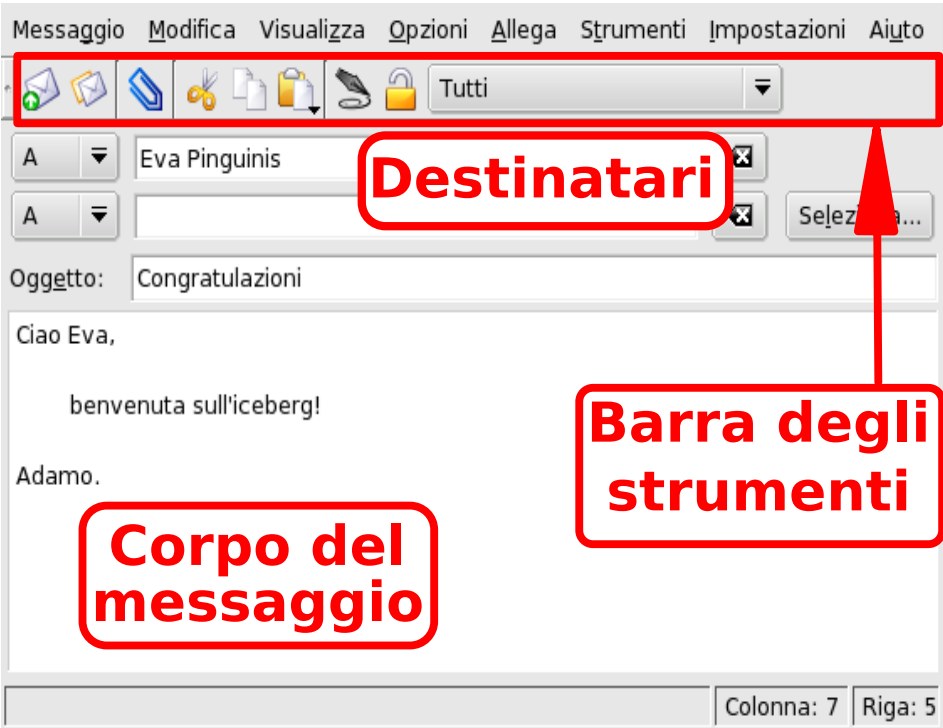 Messaggio Modifica Visualizza Opzioni Allega Strumenti Impostazioni Aiuto
Tutti
A Eva Pinguinis
Destinatari
A
Oggetto: Congratulazioni
Ciao Eva,
benvenuta sull'iceberg!
Adamo.
Barra degli
strumenti
Corpo del
messaggio
Colonna: 7 Riga: 5